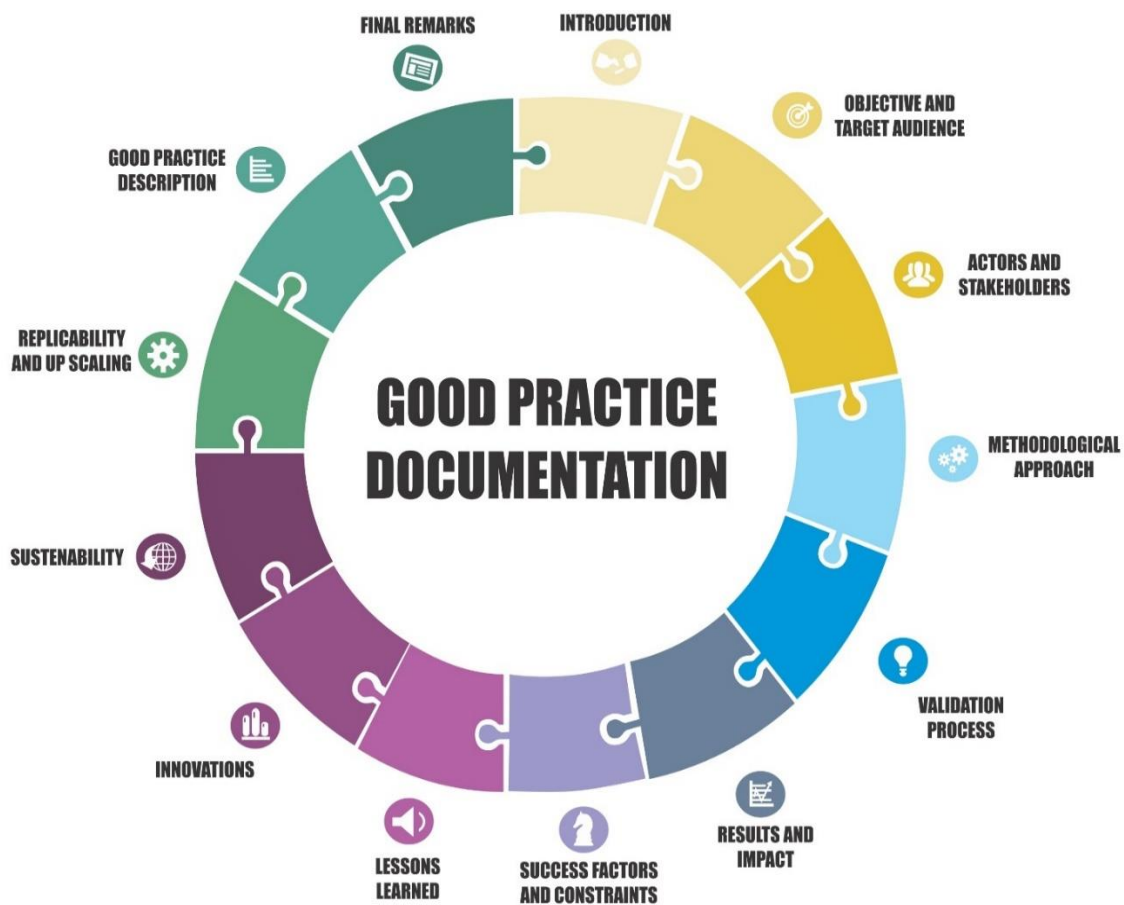 FINAL REMARKS
INTRODUCTION
OBJECTIVE AND
TARGET AUDIENCE
ACTORS AND
STAKEHOLDERS
METHODOLOGICAL
APPROACH
VALIDATION
PROCESS
RESULTS AND
IMPACT
SUCCESS FACTORS
AND CONSTRAINTS
LESSONS
LEARNED
INNOVATIONS
SUSTENABILITY
REPLICABILITY
AND UP SCALING
GOOD PRACTICE
DESCRIPTION
GOOD PRACTICE
DOCUMENTATION